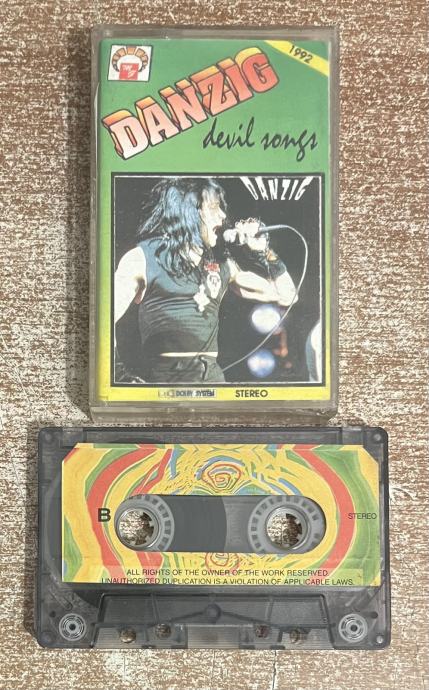 1992
DANZIG
devil songs
DANZIG
DOLBY SYSTEM STEREO
B
STEREO
ALL RIGHTS OF THE OWNER OF THE WORK RESERVED
UNAUTHORIZED DUPLICATION IS A VIOLATION OF APPLICABLE LAWS.